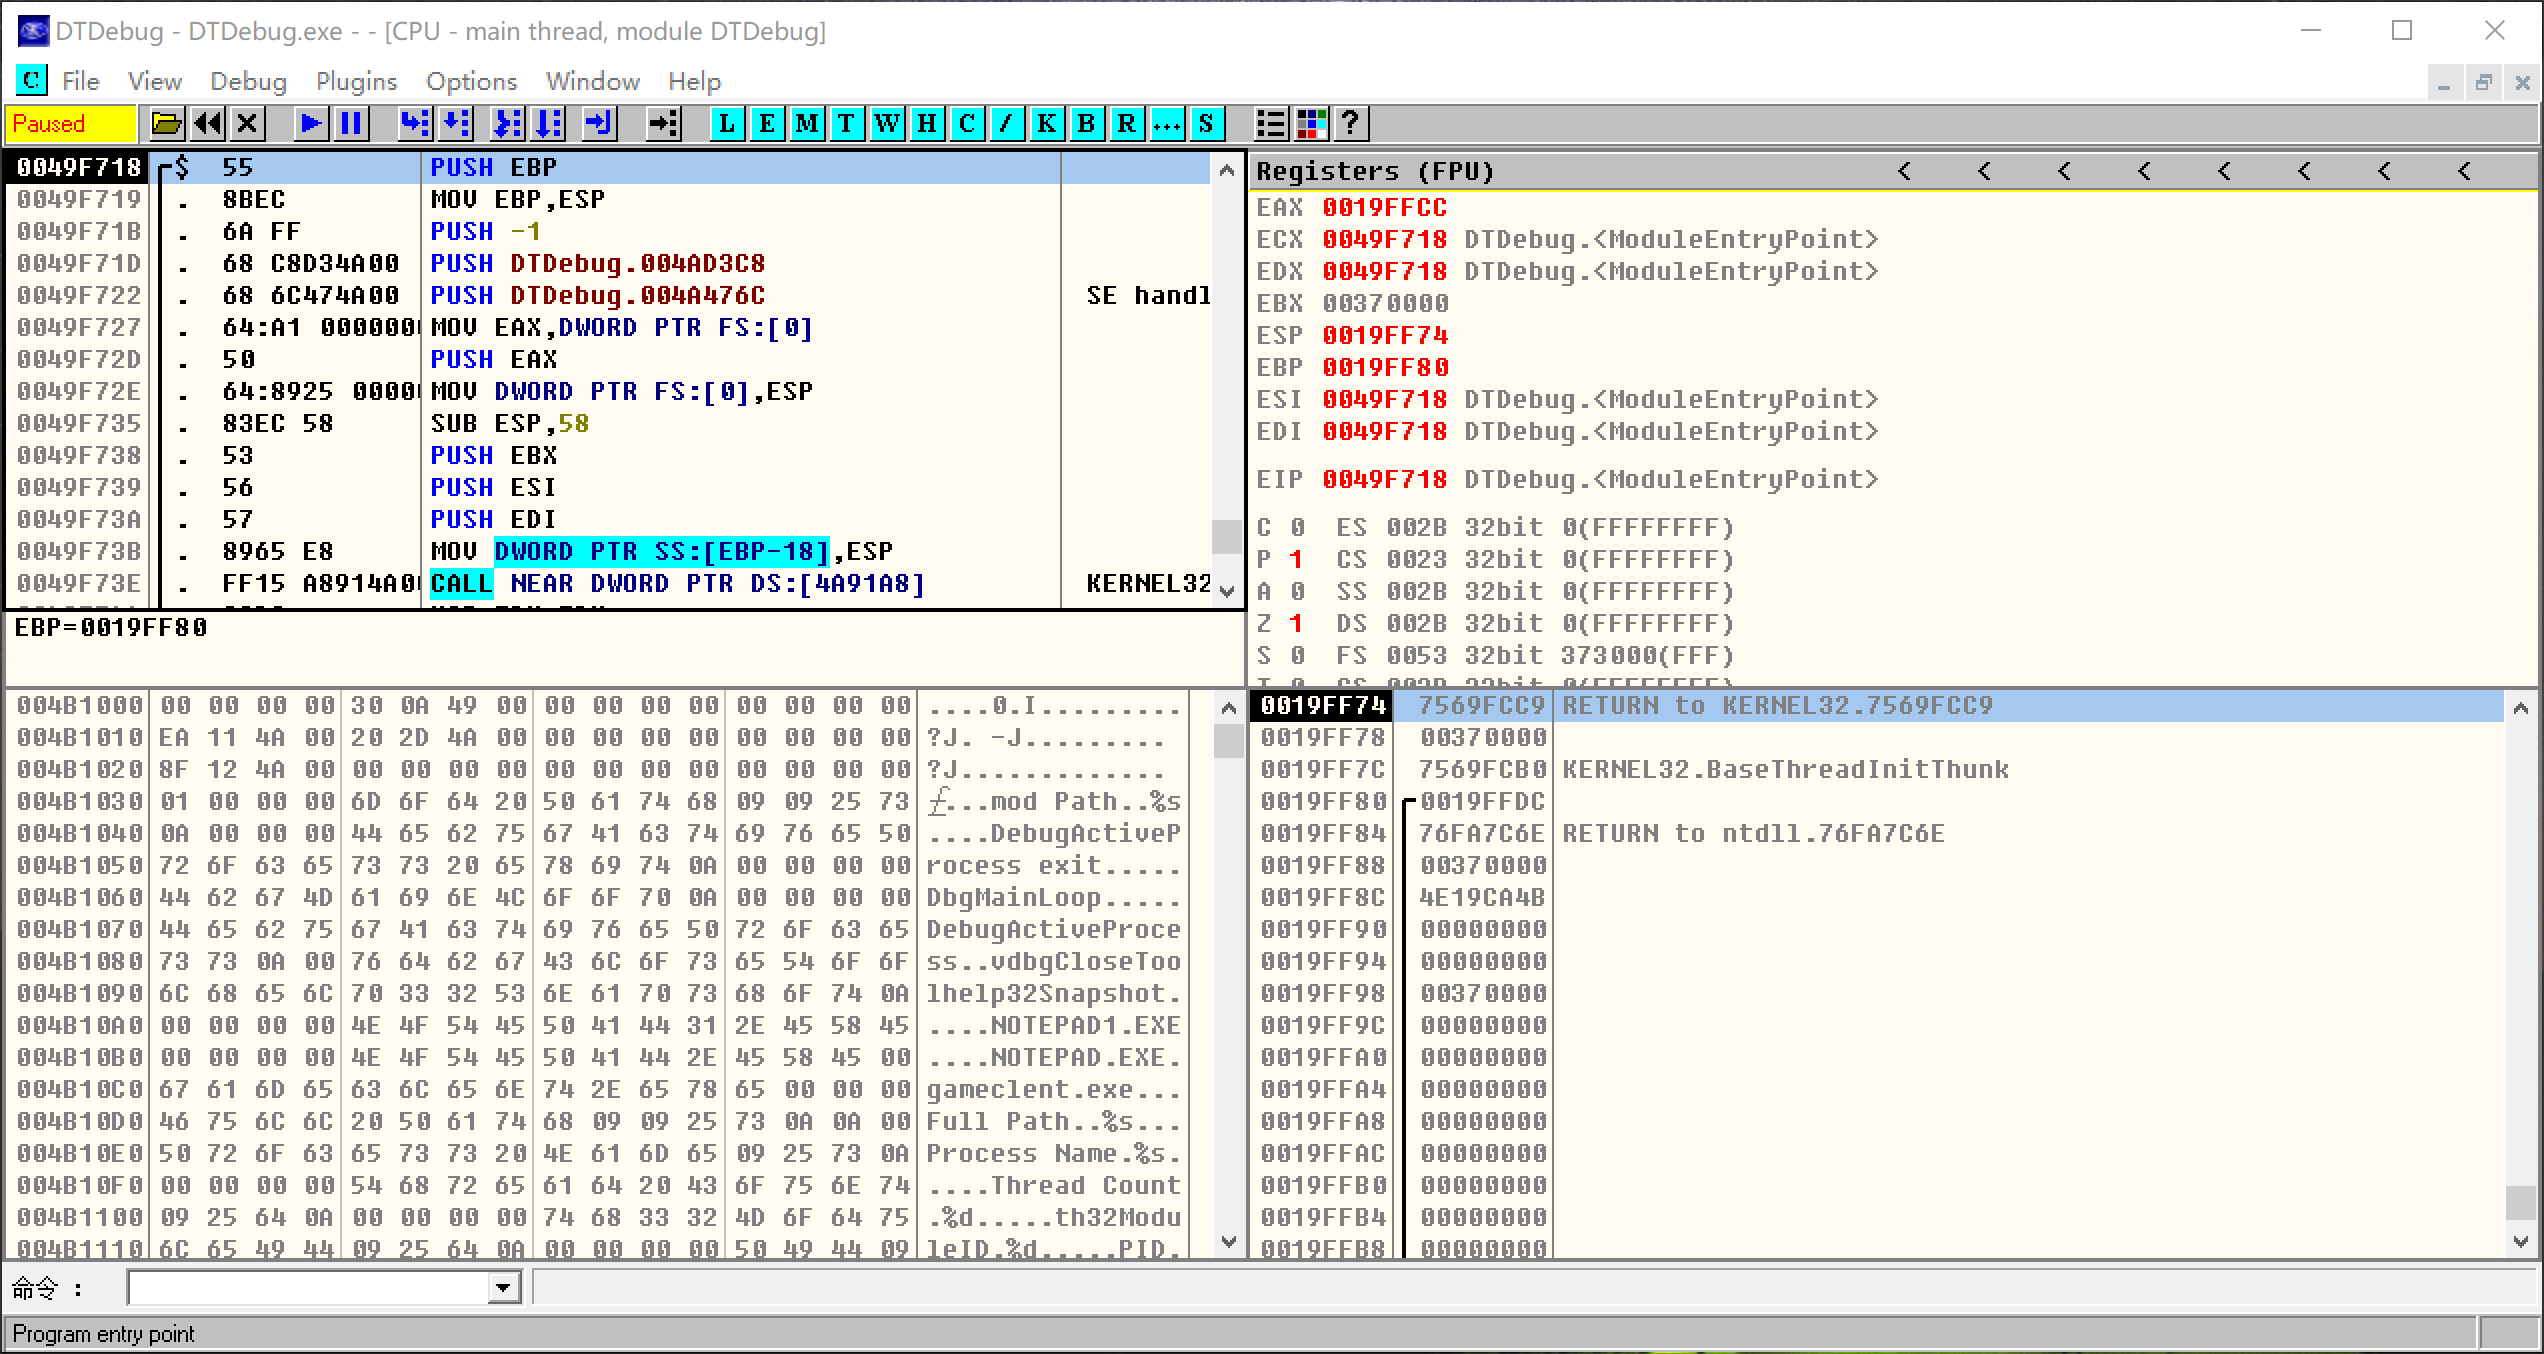 DTDebug - DTDebug.exe - - [CPU - main thread, module DTDebug]
C File View Debug Plugins Options Window Help
Paused L E M T W H C / K B R ... S ?
0049F718 $ 55 PUSH EBP
0049F719 . 8BEC MOV EBP,ESP
0049F71B . 6A FF PUSH -1
0049F71D . 68 C8D34A00 PUSH DTDebug.004AD3C8
0049F722 . 68 6C474A00 PUSH DTDebug.004A476C SE handl
0049F727 . 64:A1 000000 MOV EAX,DWORD PTR FS:[0]
0049F72D . 50 PUSH EAX
0049F72E . 64:8925 0000 MOV DWORD PTR FS:[0],ESP
0049F735 . 83EC 58 SUB ESP,58
0049F738 . 53 PUSH EBX
0049F739 . 56 PUSH ESI
0049F73A . 57 PUSH EDI
0049F73B . 8965 E8 MOV DWORD PTR SS:[EBP-18],ESP
0049F73E . FF15 A8914A0 CALL NEAR DWORD PTR DS:[4A91A8] KERNEL32
EBP=0019FF80
Registers (FPU) < < < < < < < <
EAX 0019FFCC
ECX 0049F718 DTDebug.<ModuleEntryPoint>
EDX 0049F718 DTDebug.<ModuleEntryPoint>
EBX 00370000
ESP 0019FF74
EBP 0019FF80
ESI 0049F718 DTDebug.<ModuleEntryPoint>
EDI 0049F718 DTDebug.<ModuleEntryPoint>
EIP 0049F718 DTDebug.<ModuleEntryPoint>
C 0 ES 002B 32bit 0(FFFFFFFF)
P 1 CS 0023 32bit 0(FFFFFFFF)
A 0 SS 002B 32bit 0(FFFFFFFF)
Z 1 DS 002B 32bit 0(FFFFFFFF)
S 0 FS 0053 32bit 373000(FFF)
004B1000 00 00 00 00 30 0A 49 00 00 00 00 00 00 00 00 00 ....0.I.........
004B1010 EA 11 4A 00 20 2D 4A 00 00 00 00 00 00 00 00 00 ?J. -J.........
004B1020 8F 12 4A 00 00 00 00 00 00 00 00 00 00 00 00 00 ?J.............
004B1030 01 00 00 00 6D 6F 64 20 50 61 74 68 09 09 25 73 ...mod Path..%s
004B1040 0A 00 00 00 44 65 62 75 67 41 63 74 69 76 65 50 ....DebugActiveP
004B1050 72 6F 63 65 73 73 20 65 78 69 74 0A 00 00 00 00 rocess exit.....
004B1060 44 62 67 4D 61 69 6E 4C 6F 6F 70 0A 00 00 00 00 DbgMainLoop.....
004B1070 44 65 62 75 67 41 63 74 69 76 65 50 72 6F 63 65 DebugActiveProce
004B1080 73 73 0A 00 76 64 62 67 43 6C 6F 73 65 54 6F 6F ss..vdbgCloseToo
004B1090 6C 68 65 6C 70 33 32 53 6E 61 70 73 68 6F 74 0A lhelp32Snapshot.
004B10A0 00 00 00 00 4E 4F 54 45 50 41 44 31 2E 45 58 45 ....NOTEPAD1.EXE
004B10B0 00 00 00 00 4E 4F 54 45 50 41 44 2E 45 58 45 00 ....NOTEPAD.EXE.
004B10C0 67 61 6D 65 63 6C 65 6E 74 2E 65 78 65 00 00 00 gameclent.exe...
004B10D0 46 75 6C 6C 20 50 61 74 68 09 09 25 73 0A 0A 00 Full Path..%s...
004B10E0 50 72 6F 63 65 73 73 20 4E 61 6D 65 09 25 73 0A Process Name.%s.
004B10F0 00 00 00 00 54 68 72 65 61 64 20 43 6F 75 6E 74 ....Thread Count
004B1100 09 25 64 0A 00 00 00 00 74 68 33 32 4D 6F 64 75 .%d.....th32Modu
004B1110 6C 65 49 44 09 25 64 0A 00 00 00 00 50 49 44 09 leID.%d.....PID.
0019FF74 7569FCC9 RETURN to KERNEL32.7569FCC9
0019FF78 00370000
0019FF7C 7569FCB0 KERNEL32.BaseThreadInitThunk
0019FF80 0019FFDC
0019FF84 76FA7C6E RETURN to ntdll.76FA7C6E
0019FF88 00370000
0019FF8C 4E19CA4B
0019FF90 00000000
0019FF94 00000000
0019FF98 00370000
0019FF9C 00000000
0019FFA0 00000000
0019FFA4 00000000
0019FFA8 00000000
0019FFAC 00000000
0019FFB0 00000000
0019FFB4 00000000
0019FFB8 00000000
命令 :
Program entry point